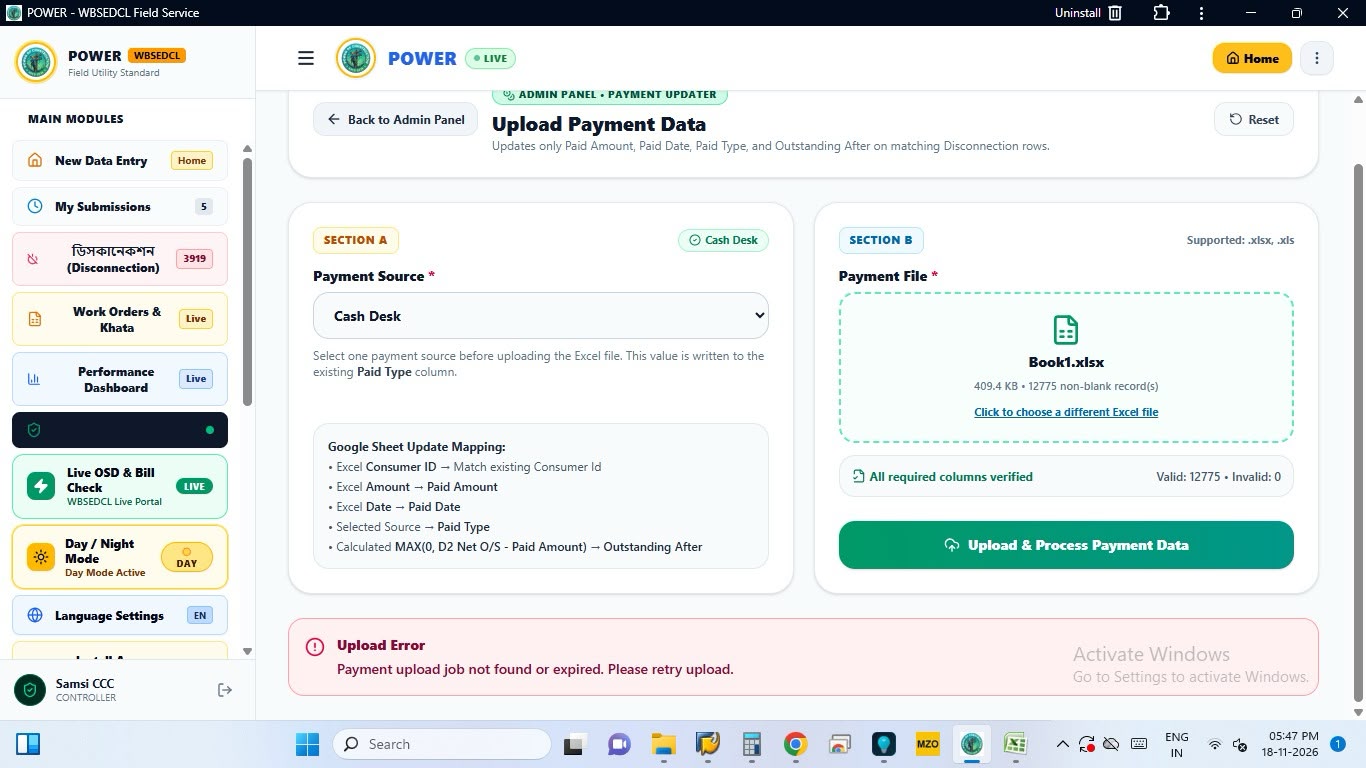 POWER - WBSEDCL Field Service
Uninstall
POWER WBSEDCL
Field Utility Standard
POWER
LIVE
Home
MAIN MODULES
New Data Entry Home
My Submissions 5
ডিসকানেকশন
(Disconnection)
3919
Work Orders &
Khata
Live
Performance
Dashboard
Live
Live OSD & Bill
Check
WBSEDCL Live Portal
LIVE
Day / Night
Mode
Day Mode Active
DAY
Language Settings EN
Samsi CCC
CONTROLLER
ADMIN PANEL • PAYMENT UPDATER
Back to Admin Panel
Upload Payment Data
Updates only Paid Amount, Paid Date, Paid Type, and Outstanding After on matching Disconnection rows.
Reset
SECTION A
Cash Desk
Payment Source *
Cash Desk
Select one payment source before uploading the Excel file. This value is written to the
existing Paid Type column.
Google Sheet Update Mapping:
• Excel Consumer ID → Match existing Consumer Id
• Excel Amount → Paid Amount
• Excel Date → Paid Date
• Selected Source → Paid Type
• Calculated MAX(0, D2 Net O/S - Paid Amount) → Outstanding After
SECTION B
Supported: .xlsx, .xls
Payment File *
Book1.xlsx
409.4 KB • 12775 non-blank record(s)
Click to choose a different Excel file
All required columns verified
Valid: 12775 • Invalid: 0
Upload & Process Payment Data
Upload Error
Payment upload job not found or expired. Please retry upload.
Activate Windows
Go to Settings to activate Windows.
Search
MZO
ENG
IN
05:47 PM
18-11-2026
1